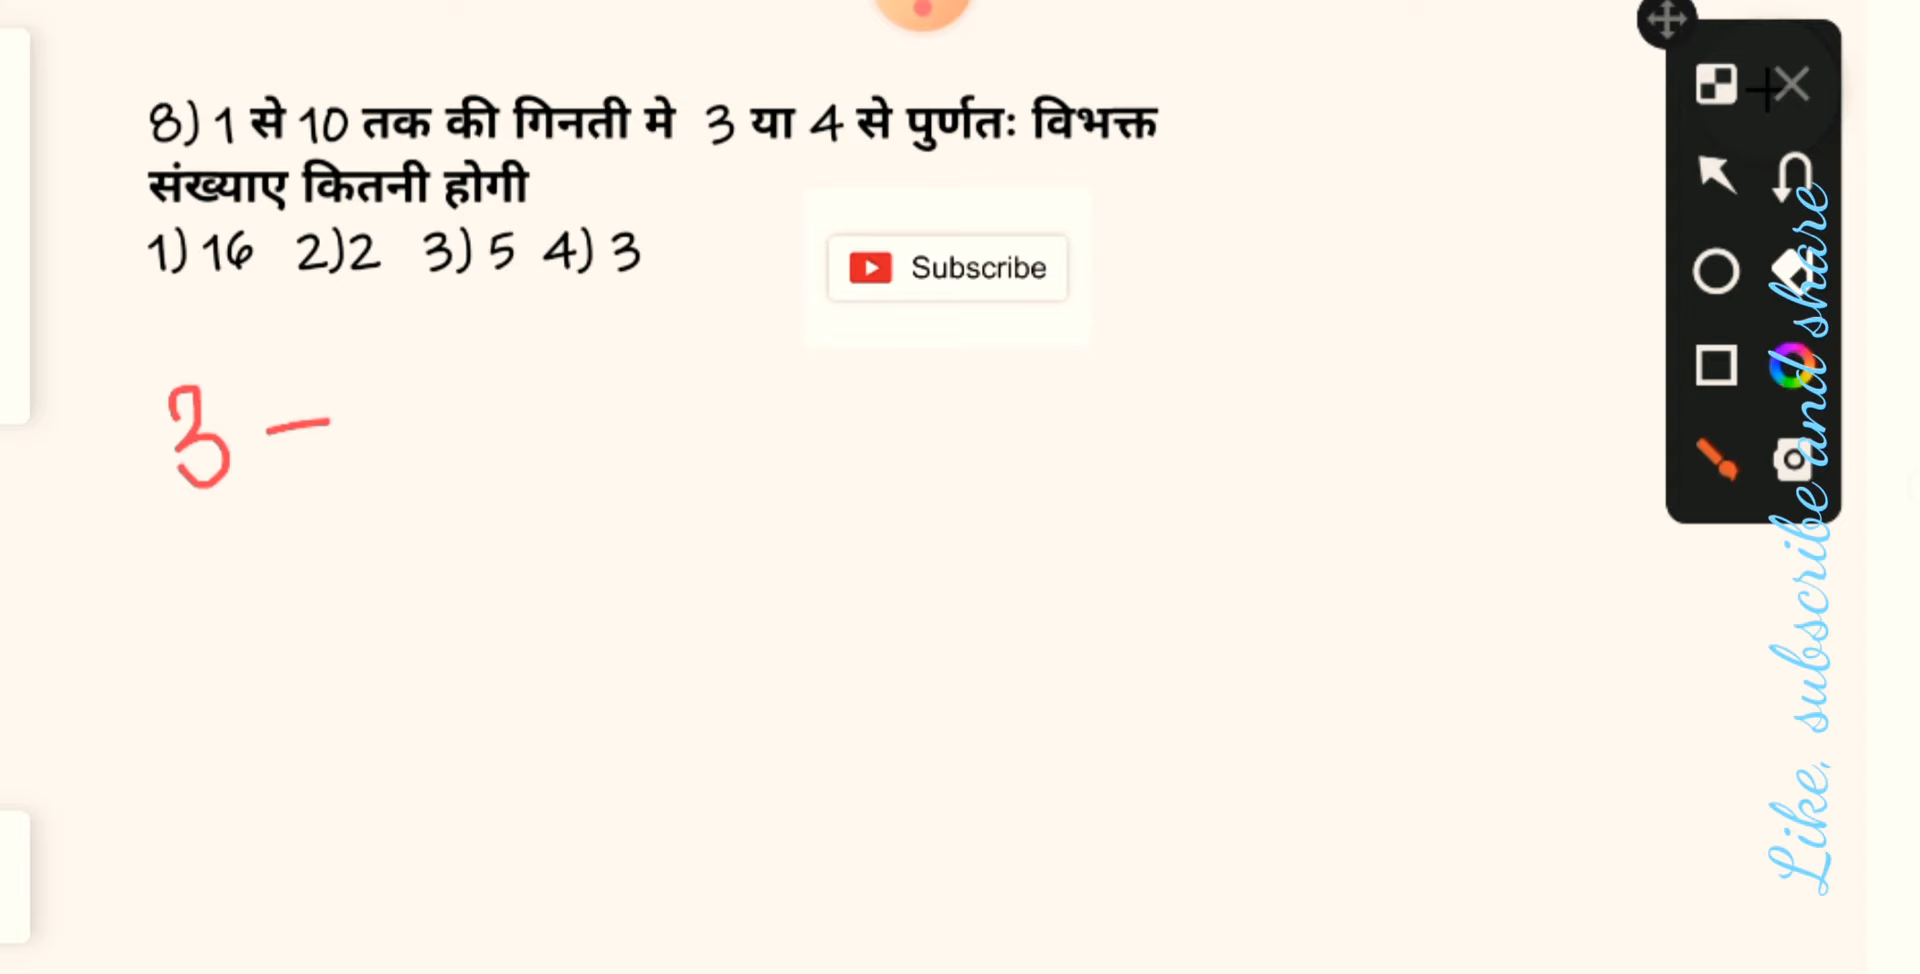 8) 1 से 10 तक की गिनती मे 3 या 4 से पुर्णतः विभक्त
संख्याए कितनी होगी
1) 16 2)2 3) 5 4) 3
Subscribe
3 –
Like, subscribe and share